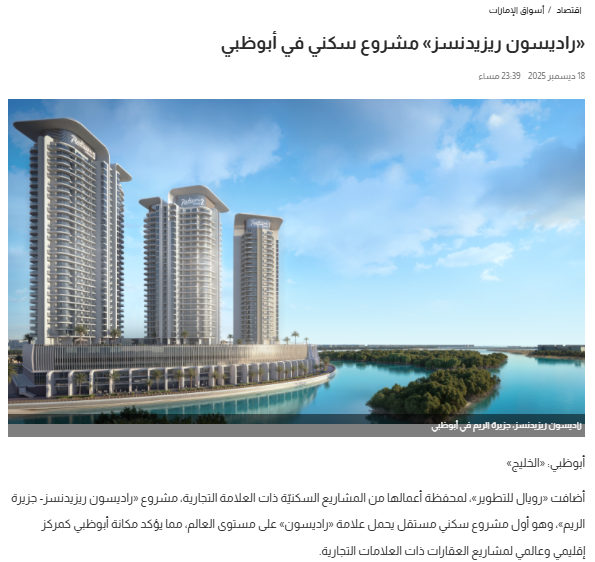 اقتصاد / أسواق الإمارات
«راديسون ريزيدنسز» مشروع سكني في أبوظبي
18 ديسمبر 2025 23:39 مساء
Radisson
Radisson
Radisson
راديسون ريزيدنسز، جزيرة الريم في أبوظبي
أبوظبي: «الخليج»
أضافت «رويال للتطوير»، لمحفظة أعمالها من المشاريع السكنيّة ذات العلامة التجارية، مشروع «راديسون ريزيدنسز- جزيرة
الريم»، وهو أول مشروع سكني مستقل يحمل علامة «راديسون» على مستوى العالم، مما يؤكد مكانة أبوظبي كمركز
إقليمي وعالمي لمشاريع العقارات ذات العلامات التجارية.